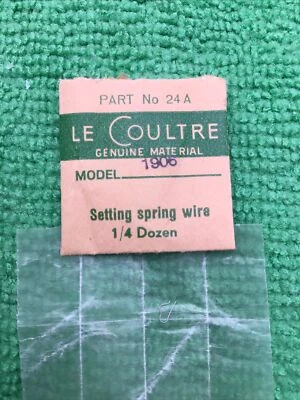 PART No 24A
LE COULTRE
GENUINE MATERIAL
MODEL 1906
Setting spring wire
1/4 Dozen